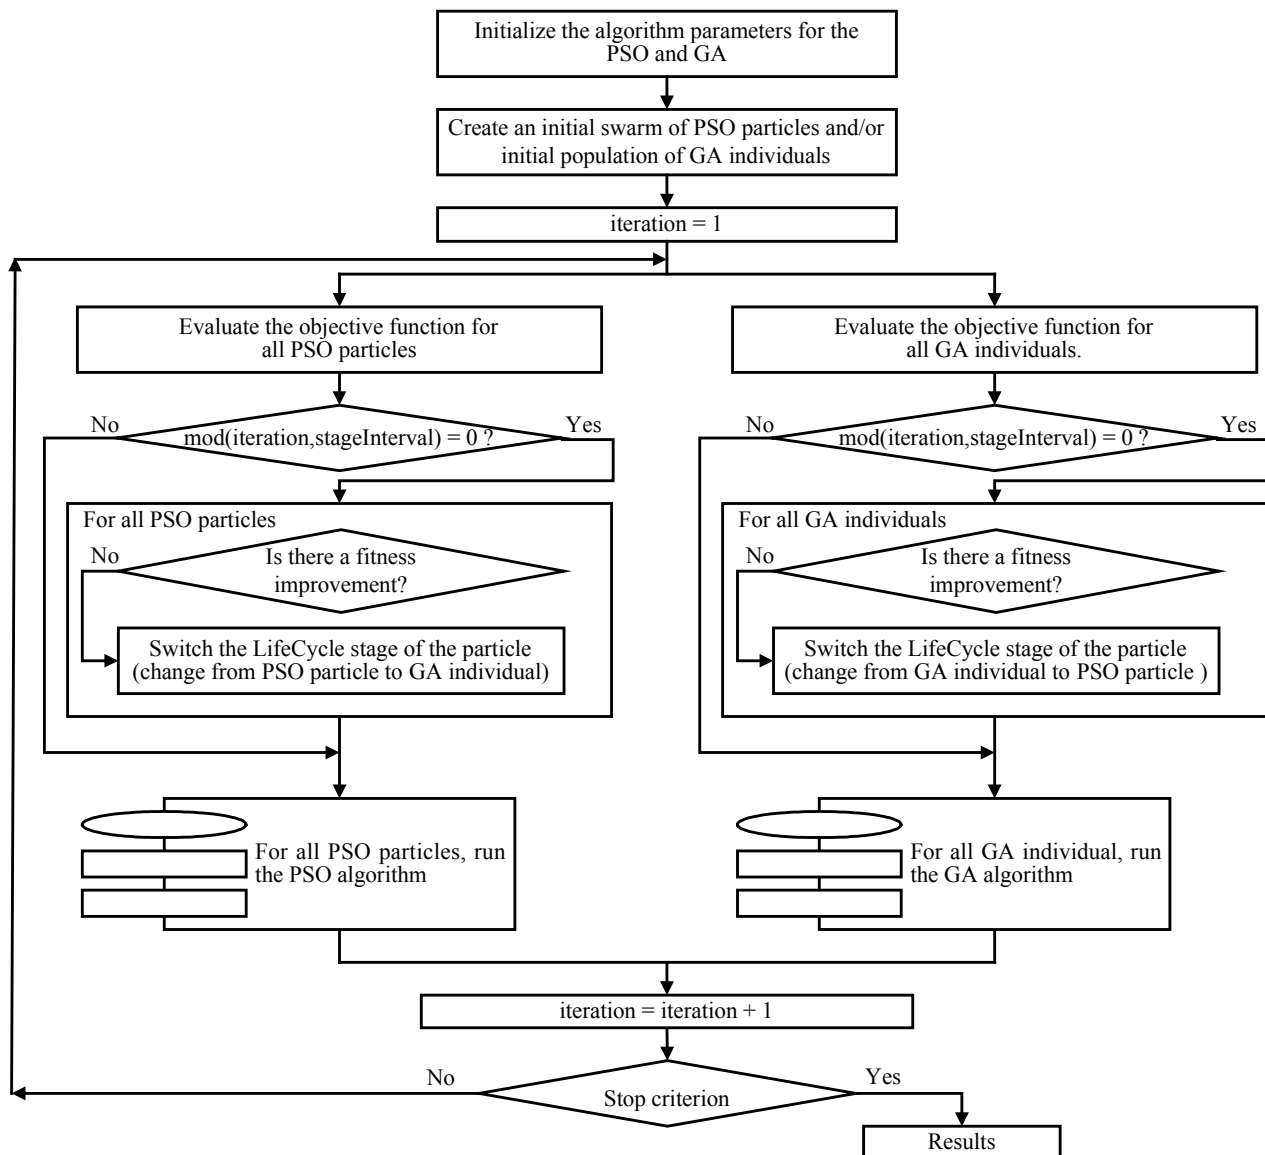 Initialize the algorithm parameters for the
PSO and GA
Create an initial swarm of PSO particles and/or
initial population of GA individuals
iteration = 1
Evaluate the objective function for
all PSO particles
No
mod(iteration,stageInterval) = 0 ?
Yes
For all PSO particles
No
Is there a fitness
improvement?
Switch the LifeCycle stage of the particle
(change from PSO particle to GA individual)
For all PSO particles, run
the PSO algorithm
Evaluate the objective function for
all GA individuals.
No
mod(iteration,stageInterval) = 0 ?
Yes
For all GA individuals
No
Is there a fitness
improvement?
Switch the LifeCycle stage of the particle
(change from GA individual to PSO particle )
For all GA individual, run
the GA algorithm
iteration = iteration + 1
No
Stop criterion
Yes
Results